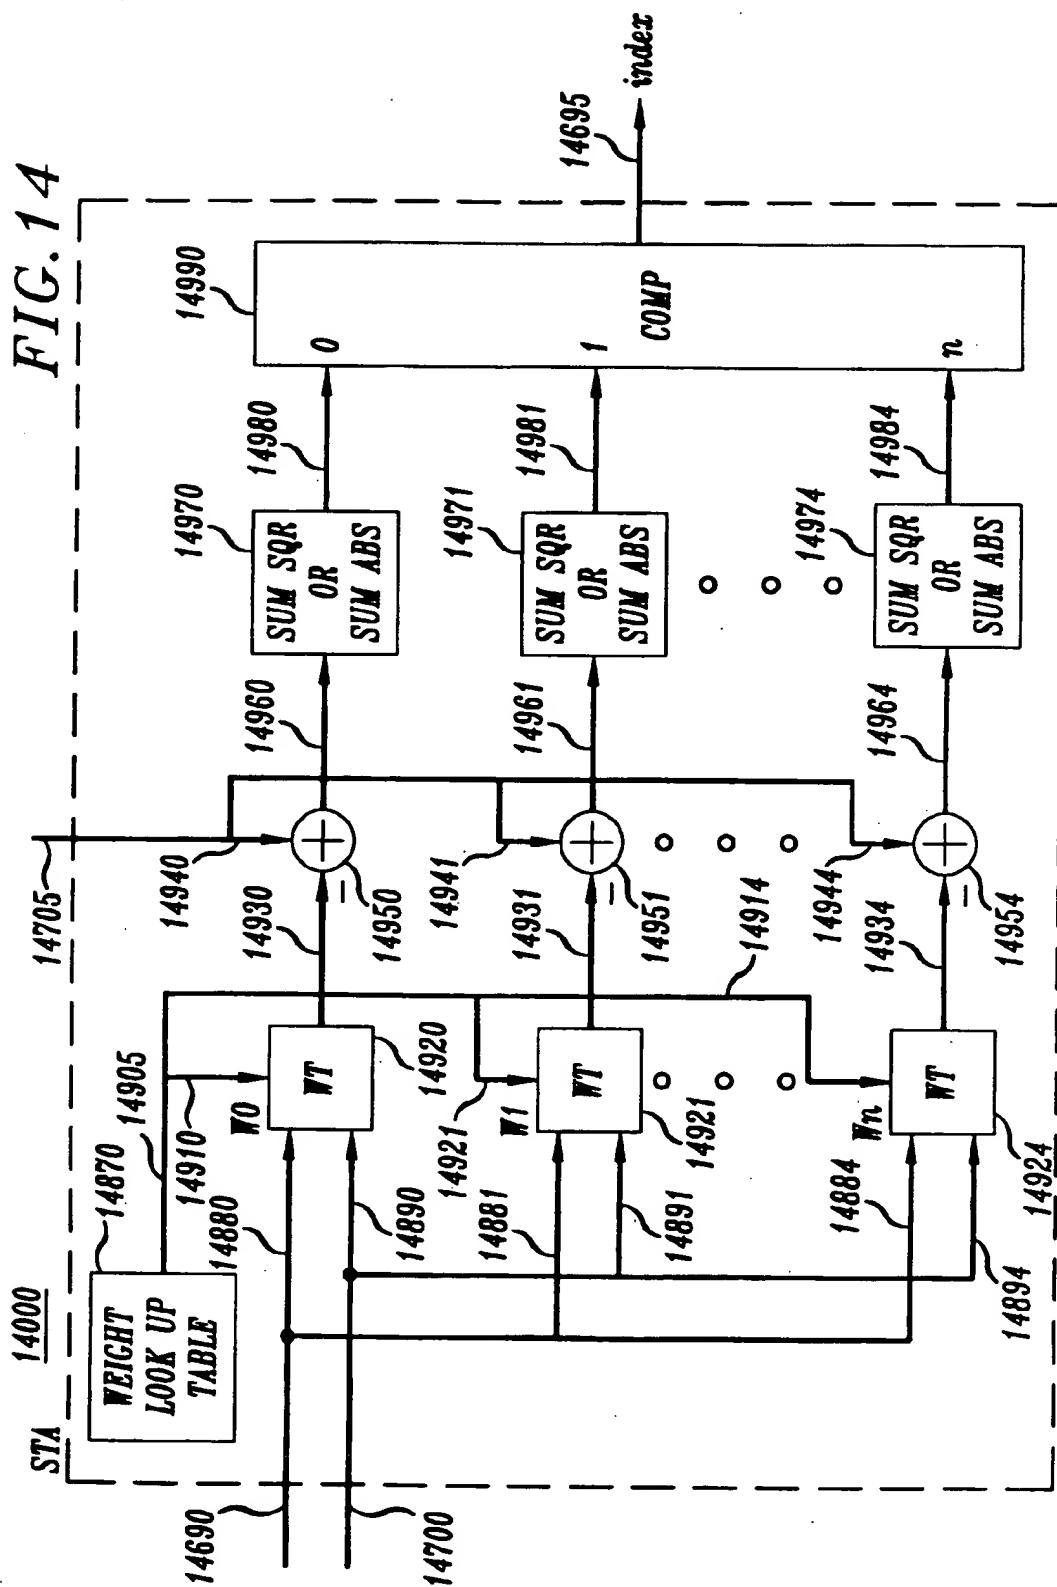 FIG. 14
14000
STA
WEIGHT
LOOK UP
TABLE
14870
14905
14910
14705
14690
14700
14880
14890
W0
WT
14920
14930
14940
14950
–
14960
SUM SQR
OR
SUM ABS
14970
14980
0
14990
14881
14891
14921
W1
WT
14921
14931
14941
14951
–
14961
SUM SQR
OR
SUM ABS
14971
14981
1
COMP
14695
index
14914
14884
14894
Wn
WT
14924
14934
14944
14954
–
14964
SUM SQR
OR
SUM ABS
14974
14984
n